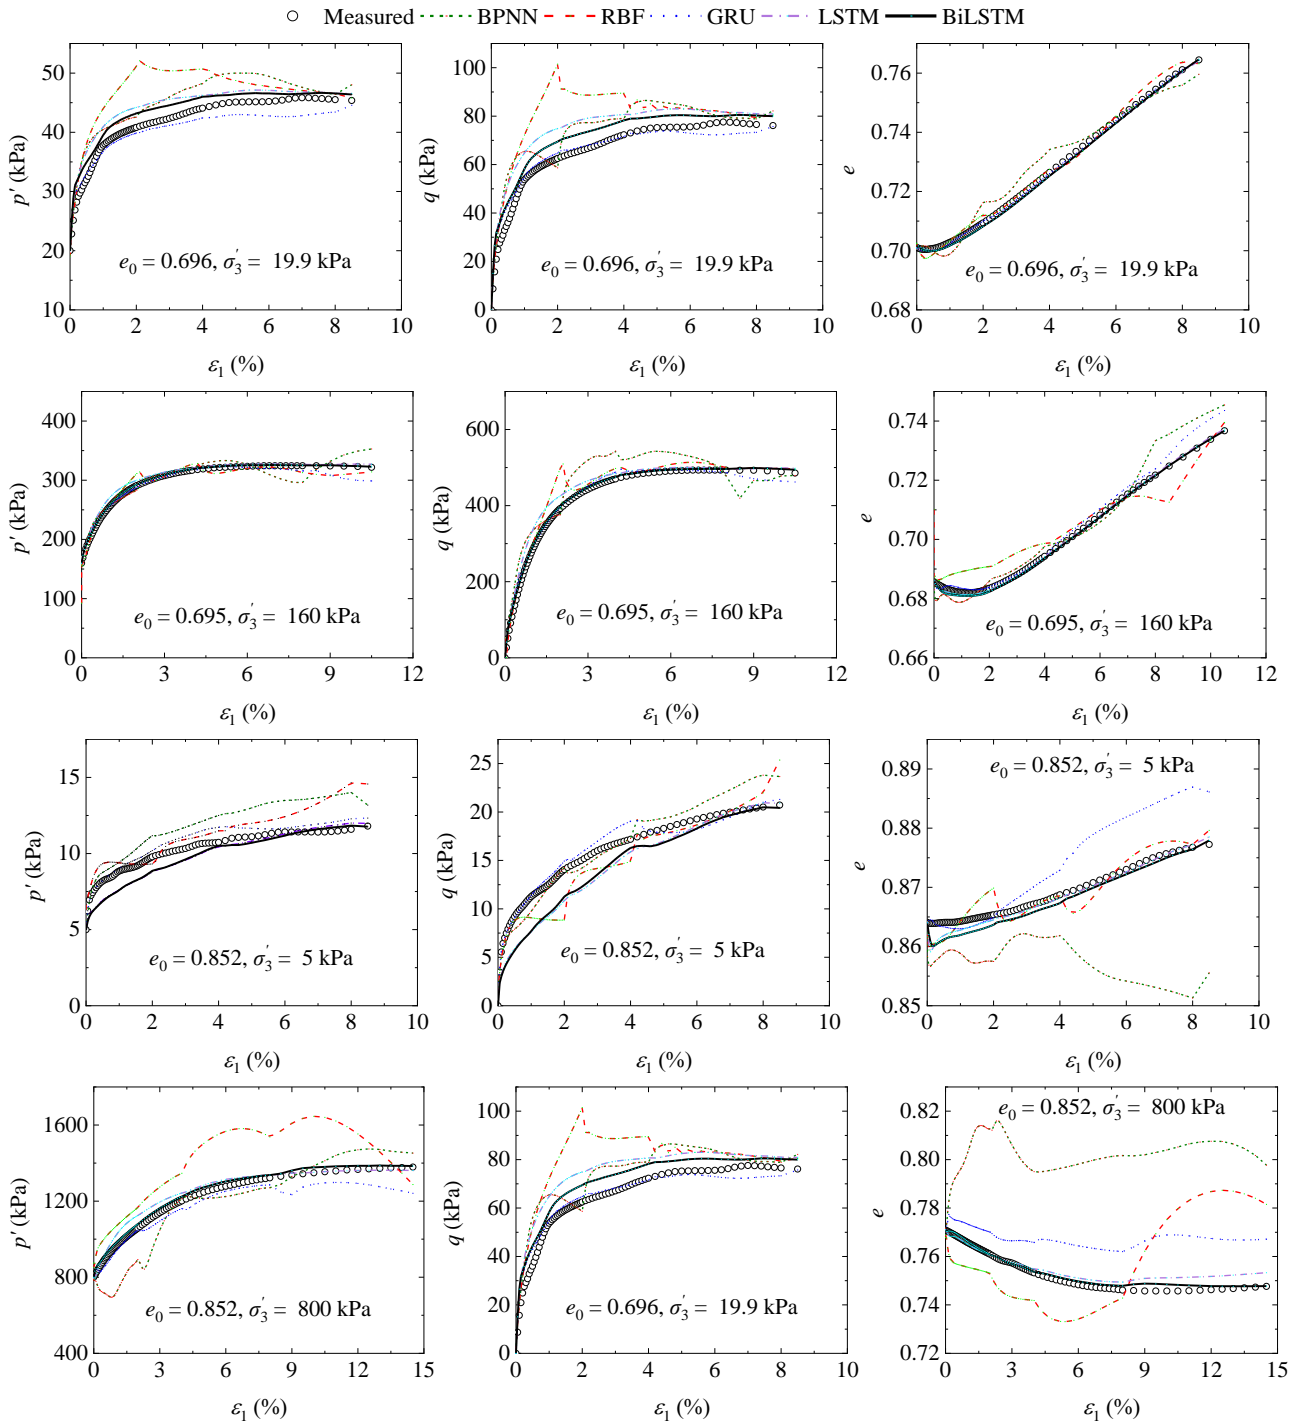 Measured BPNN RBF GRU LSTM BiLSTM
50
40
30
20
10
p′ (kPa)
e0 = 0.696, σ′3 = 19.9 kPa
0 2 4 6 8 10
ε1 (%)
100
80
60
40
20
0
q (kPa)
e0 = 0.696, σ′3 = 19.9 kPa
0 2 4 6 8 10
ε1 (%)
0.76
0.74
0.72
0.70
0.68
e
e0 = 0.696, σ′3 = 19.9 kPa
0 2 4 6 8 10
ε1 (%)
400
300
200
100
0
p′ (kPa)
e0 = 0.695, σ′3 = 160 kPa
0 3 6 9 12
ε1 (%)
600
400
200
0
q (kPa)
e0 = 0.695, σ′3 = 160 kPa
0 3 6 9 12
ε1 (%)
0.74
0.72
0.70
0.68
0.66
e
e0 = 0.695, σ′3 = 160 kPa
0 2 4 6 8 10 12
ε1 (%)
15
10
5
0
p′ (kPa)
e0 = 0.852, σ′3 = 5 kPa
0 2 4 6 8 10
ε1 (%)
25
20
15
10
5
0
q (kPa)
e0 = 0.852, σ′3 = 5 kPa
0 2 4 6 8 10
ε1 (%)
0.89
0.88
0.87
0.86
0.85
e
e0 = 0.852, σ′3 = 5 kPa
0 2 4 6 8 10
ε1 (%)
1600
1200
800
400
p′ (kPa)
e0 = 0.852, σ′3 = 800 kPa
0 3 6 9 12 15
ε1 (%)
100
80
60
40
20
0
q (kPa)
e0 = 0.696, σ′3 = 19.9 kPa
0 2 4 6 8 10
ε1 (%)
0.82
0.80
0.78
0.76
0.74
0.72
e
e0 = 0.852, σ′3 = 800 kPa
0 3 6 9 12 15
ε1 (%)